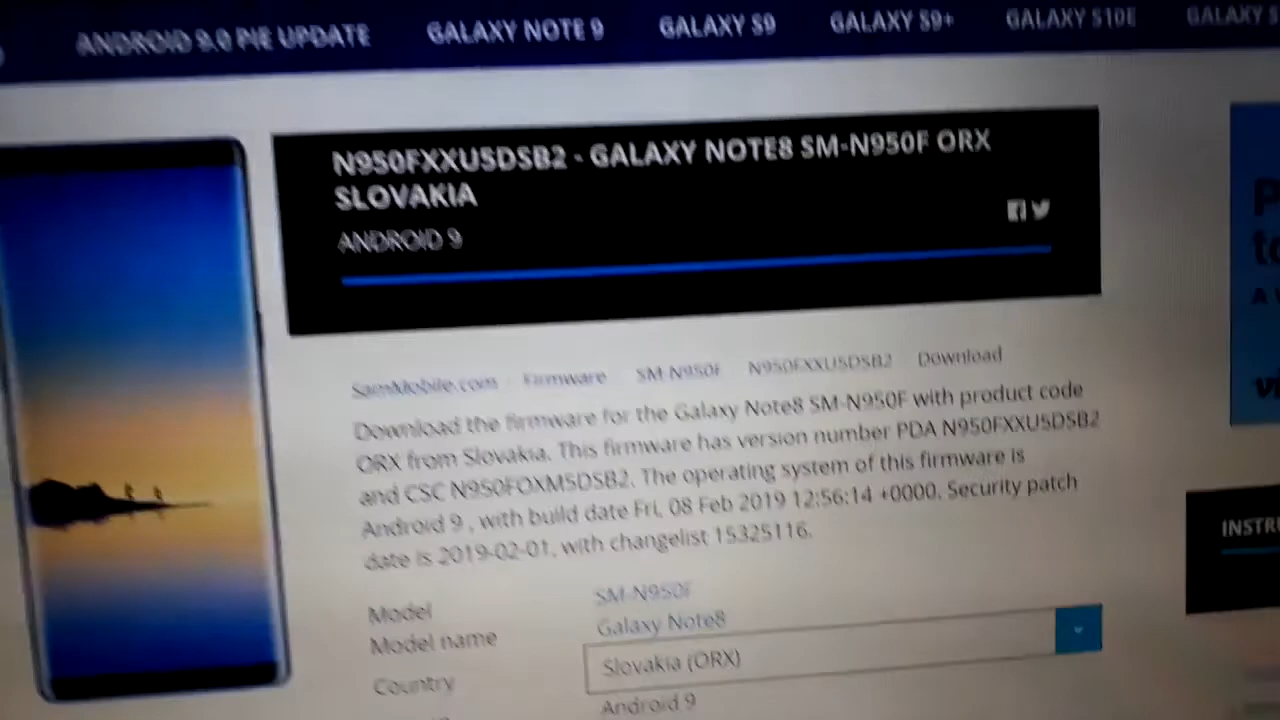 ANDROID 9.0 PIE UPDATE GALAXY NOTE 9 GALAXY S9 GALAXY S9+ GALAXY S10E GALAXY
N950FXXU5DSB2 - GALAXY NOTE8 SM-N950F ORX
SLOVAKIA
ANDROID 9
SamMobile.com Firmware SM-N950F N950FXXU5DSB2 Download
Download the firmware for the Galaxy Note8 SM-N950F with product code
ORX from Slovakia. This firmware has version number PDA N950FXXU5DSB2
and CSC N950FOXM5DSB2. The operating system of this firmware is
Android 9 , with build date Fri, 08 Feb 2019 12:56:14 +0000. Security patch
date is 2019-02-01, with changelist 15325116.
Model SM-N950F
Model name Galaxy Note8
Country Slovakia (ORX)
Android 9
INSTR